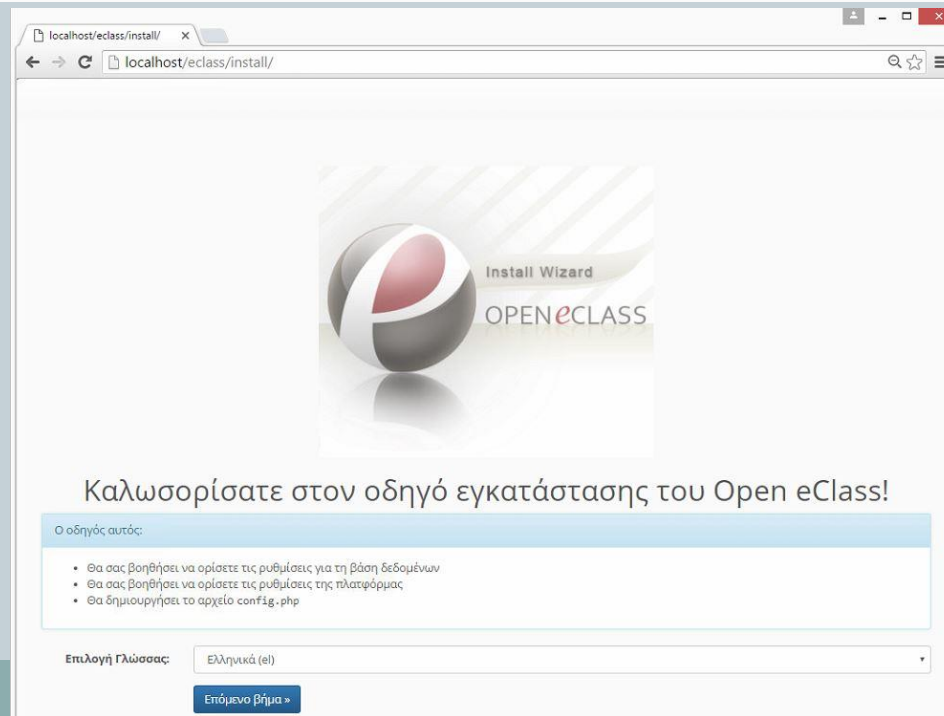 localhost/eclass/install/
localhost/eclass/install/
Install Wizard
OPEN eCLASS
Καλωσορίσατε στον οδηγό εγκατάστασης του Open eClass!
Ο οδηγός αυτός:
• Θα σας βοηθήσει να ορίσετε τις ρυθμίσεις για τη βάση δεδομένων
• Θα σας βοηθήσει να ορίσετε τις ρυθμίσεις της πλατφόρμας
• Θα δημιουργήσει το αρχείο config.php
Επιλογή Γλώσσας: Ελληνικά (el)
Επόμενο βήμα »